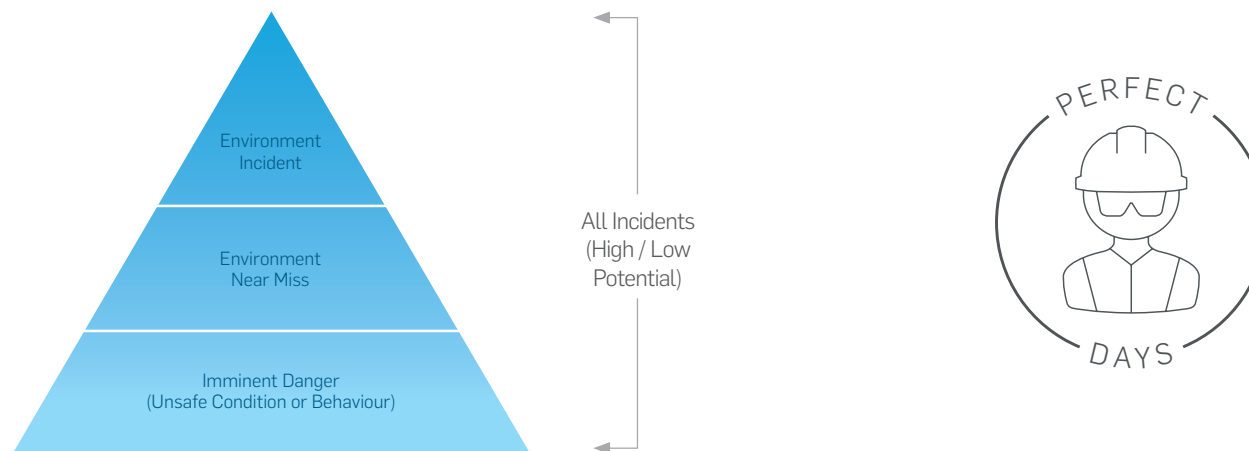 Environment
Incident
Environment
Near Miss
Imminent Danger
(Unsafe Condition or Behaviour)
All Incidents
(High / Low
Potential)
PERFECT
DAYS